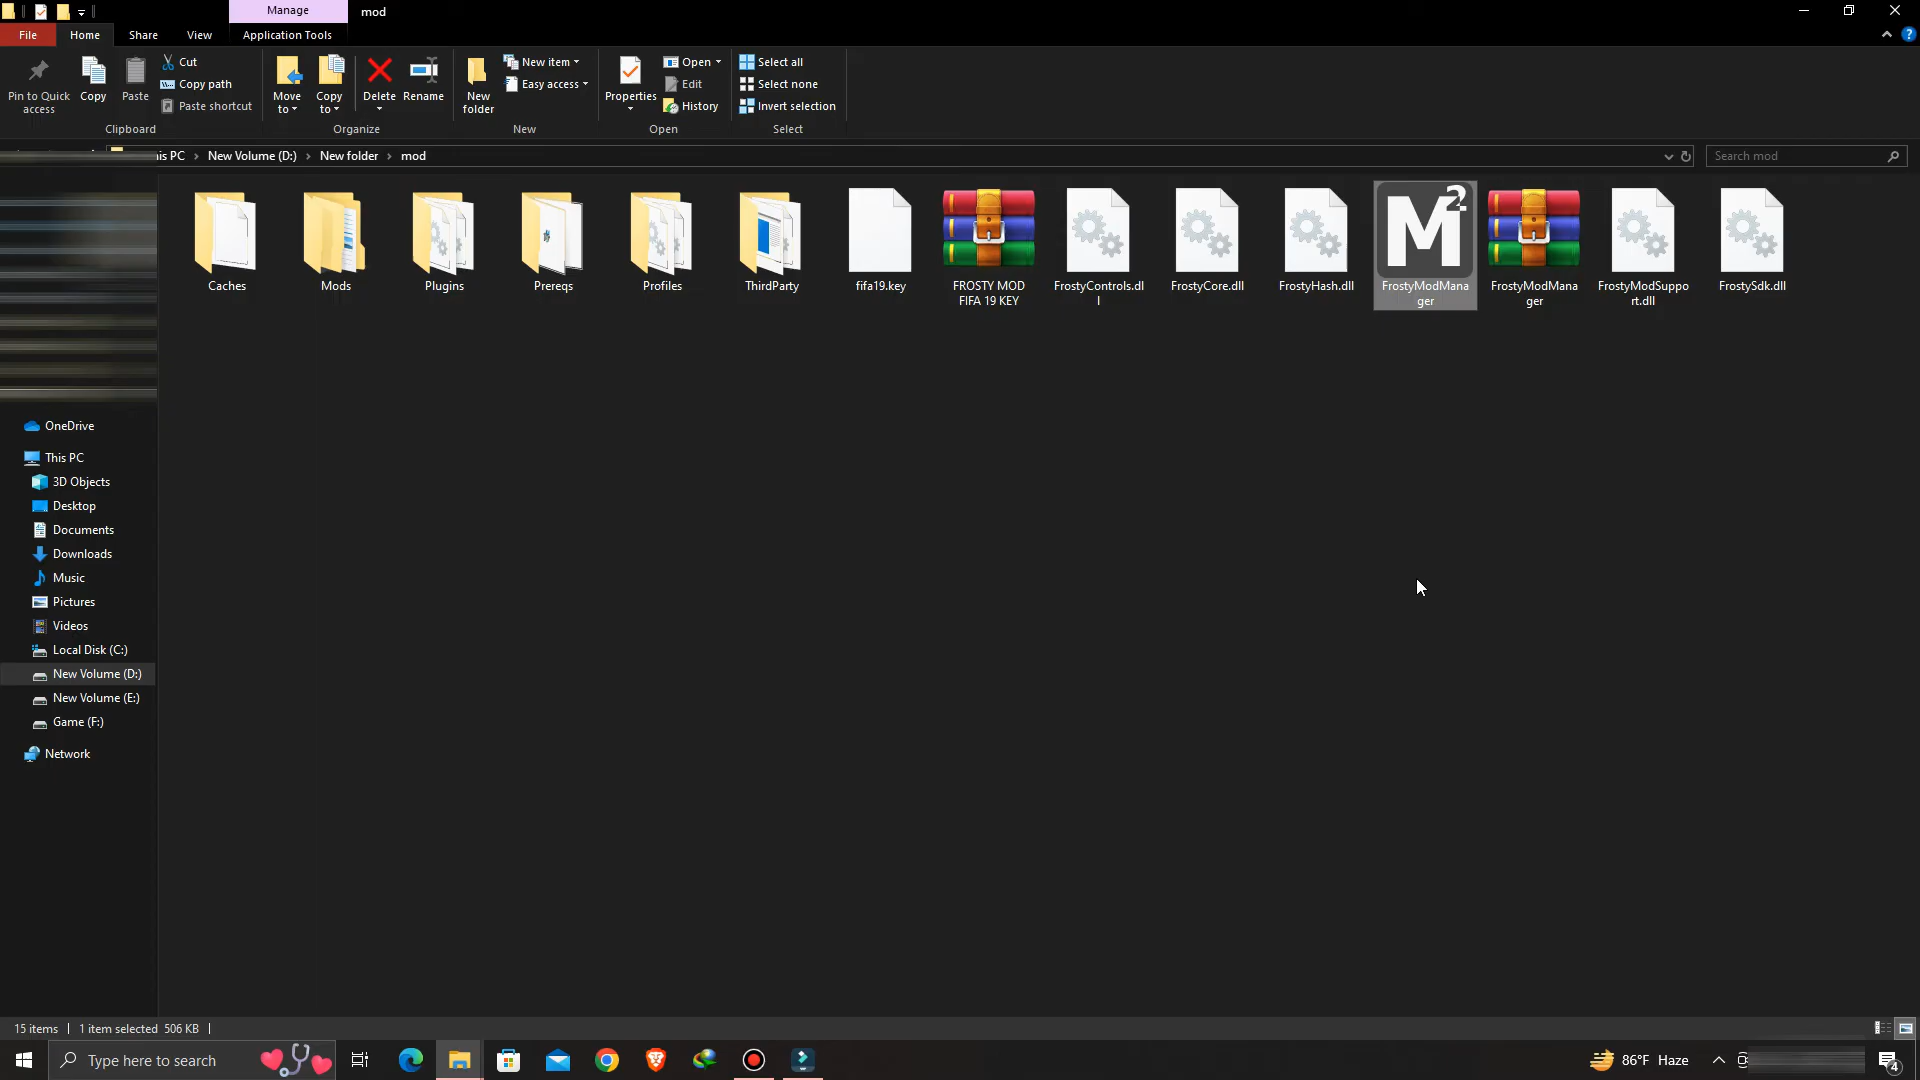 Manage
mod
File
Home
Share
View
Application Tools
Pin to Quick access
Copy
Paste
Cut
Copy path
Paste shortcut
Clipboard
Move to
Copy to
Delete
Rename
Organize
New folder
New item
Easy access
New
Properties
Open
Edit
History
Open
Select all
Select none
Invert selection
Select
is PC > New Volume (D:) > New folder > mod
Search mod
Caches
Mods
Plugins
Prereqs
Profiles
ThirdParty
fifa19.key
FROSTY MOD
FIFA 19 KEY
FrostyControls.dl
l
FrostyCore.dll
FrostyHash.dll
M2
FrostyModMana
ger
FrostyModMana
ger
FrostyModSuppo
rt.dll
FrostySdk.dll
OneDrive
This PC
3D Objects
Desktop
Documents
Downloads
Music
Pictures
Videos
Local Disk (C:)
New Volume (D:)
New Volume (E:)
Game (F:)
Network
15 items
1 item selected 506 KB
Type here to search
86°F Haze
4